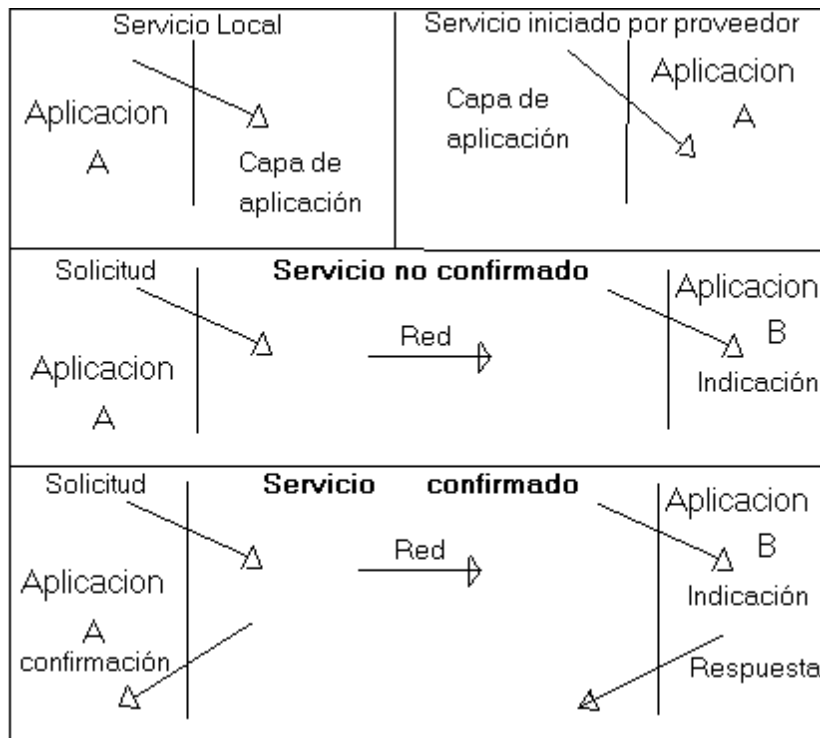 Servicio Local
Aplicacion
A
Capa de
aplicación
Servicio iniciado por proveedor
Capa de
aplicación
Aplicacion
A
Solicitud
Servicio no confirmado
Aplicacion
A
Red
Aplicacion
B
Indicación
Solicitud
Servicio confirmado
Aplicacion
A
confirmación
Red
Aplicacion
B
Indicación
Respuesta